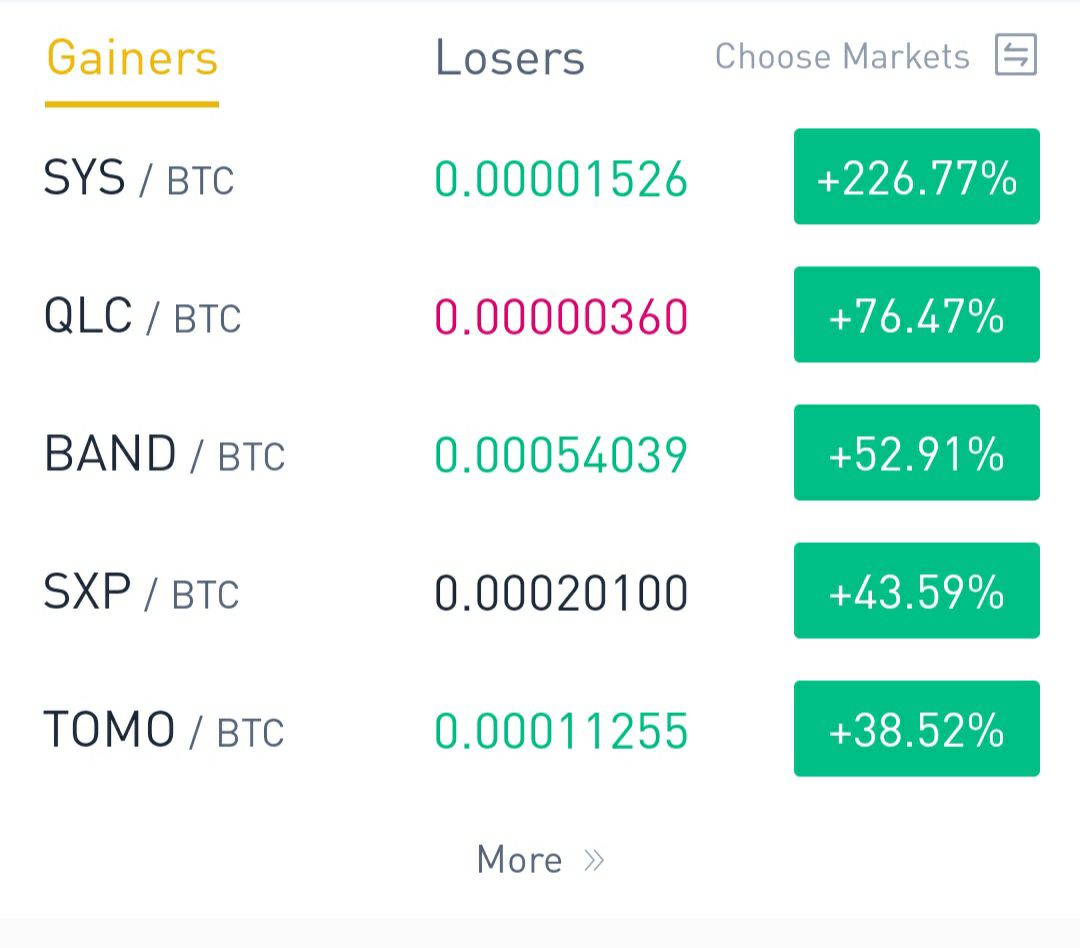 Gainers Losers Choose Markets
SYS / BTC 0.00001526 +226.77%
QLC / BTC 0.00000360 +76.47%
BAND / BTC 0.00054039 +52.91%
SXP / BTC 0.00020100 +43.59%
TOMO / BTC 0.00011255 +38.52%
More »